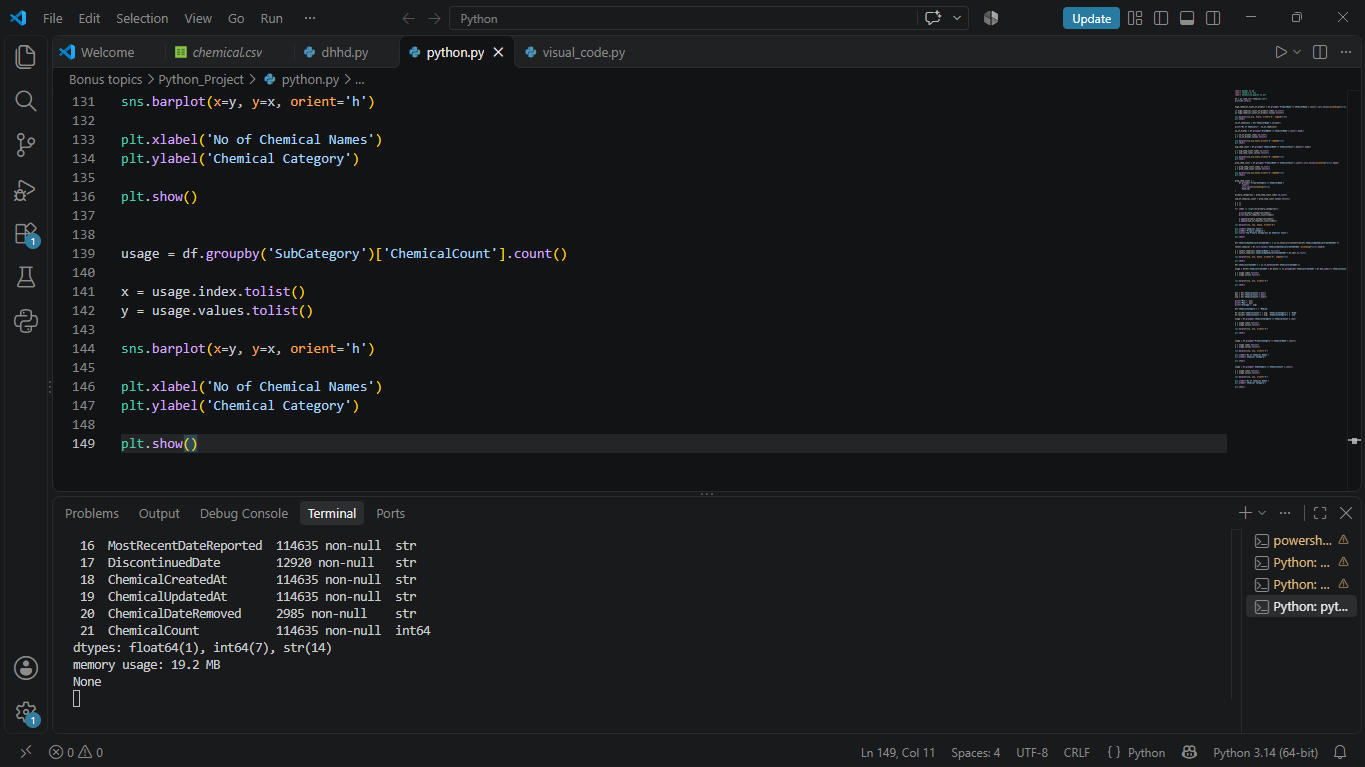 File Edit Selection View Go Run ··· Python Update
Welcome chemical.csv dhhd.py python.py visual_code.py
Bonus topics > Python_Project > python.py > ...
131 sns.barplot(x=y, y=x, orient='h')
132
133 plt.xlabel('No of Chemical Names')
134 plt.ylabel('Chemical Category')
135
136 plt.show()
137
138
139 usage = df.groupby('SubCategory')['ChemicalCount'].count()
140
141 x = usage.index.tolist()
142 y = usage.values.tolist()
143
144 sns.barplot(x=y, y=x, orient='h')
145
146 plt.xlabel('No of Chemical Names')
147 plt.ylabel('Chemical Category')
148
149 plt.show()
Problems Output Debug Console Terminal Ports
16 MostRecentDateReported 114635 non-null str
17 DiscontinuedDate 12920 non-null str
18 ChemicalCreatedAt 114635 non-null str
19 ChemicalUpdatedAt 114635 non-null str
20 ChemicalDateRemoved 2985 non-null str
21 ChemicalCount 114635 non-null int64
dtypes: float64(1), int64(7), str(14)
memory usage: 19.2 MB
None
powersh...
Python: ...
Python: ...
Python: pyt...
1
1
0 0 Ln 149, Col 11 Spaces: 4 UTF-8 CRLF {} Python Python 3.14 (64-bit)